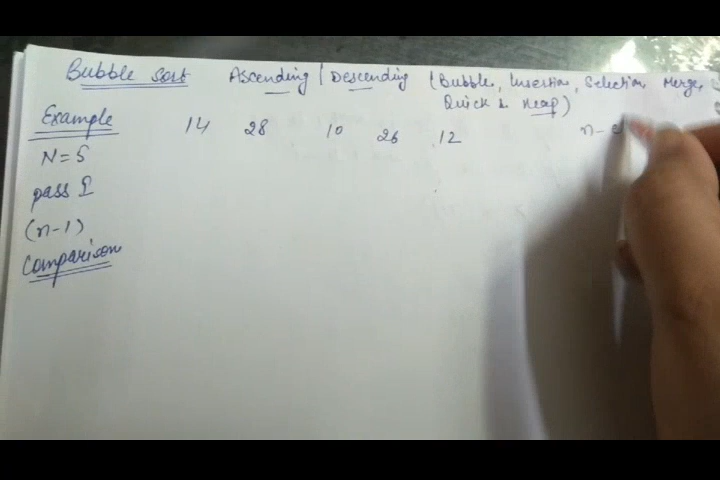 Bubble sort Ascending / Descending (Bubble, Insertion, Selection, Merge,
Quick & Heap)
Example 14 28 10 26 12
N=5
pass 1
(n-1)
Comparison